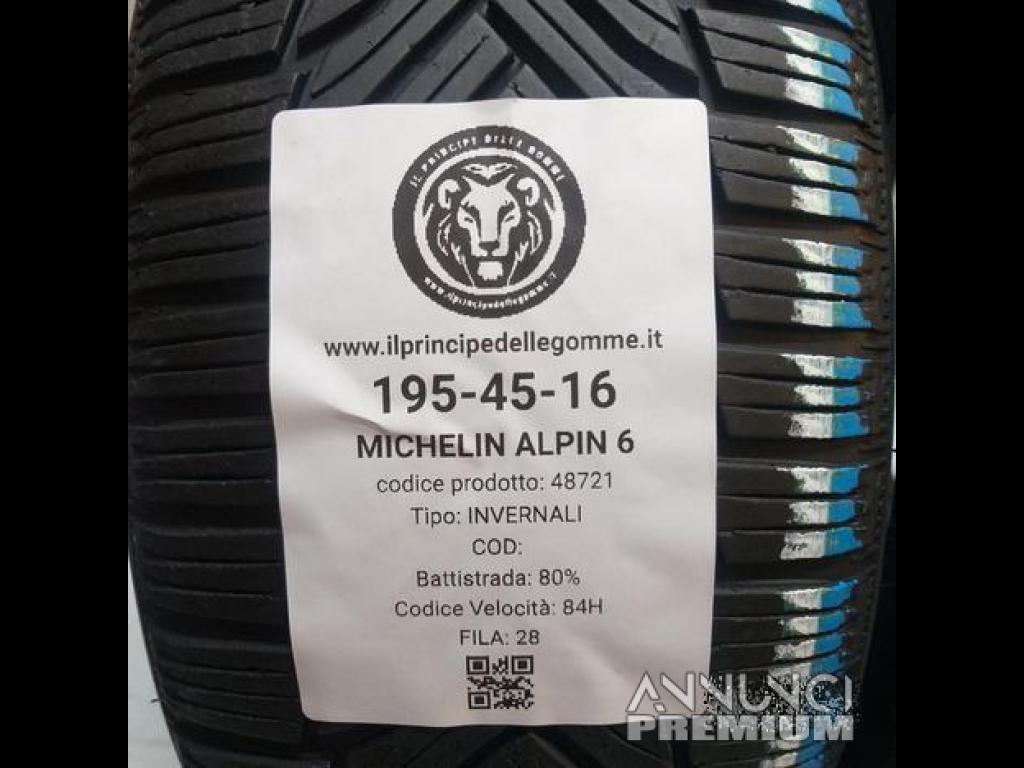 IL PRINCIPE DELLE GOMME
www.ilprincipedellegomme.it
www.ilprincipedellegomme.it
195-45-16
MICHELIN ALPIN 6
codice prodotto: 48721
Tipo: INVERNALI
COD:
Battistrada: 80%
Codice Velocità: 84H
FILA: 28
ANNUNCI
PREMIUM